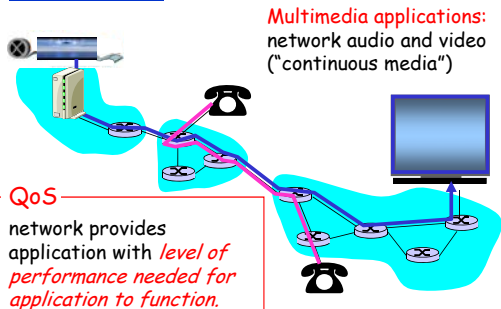 Multimedia applications:
network audio and video
(“continuous media”)
QoS
network provides
application with level of
performance needed for
application to function.